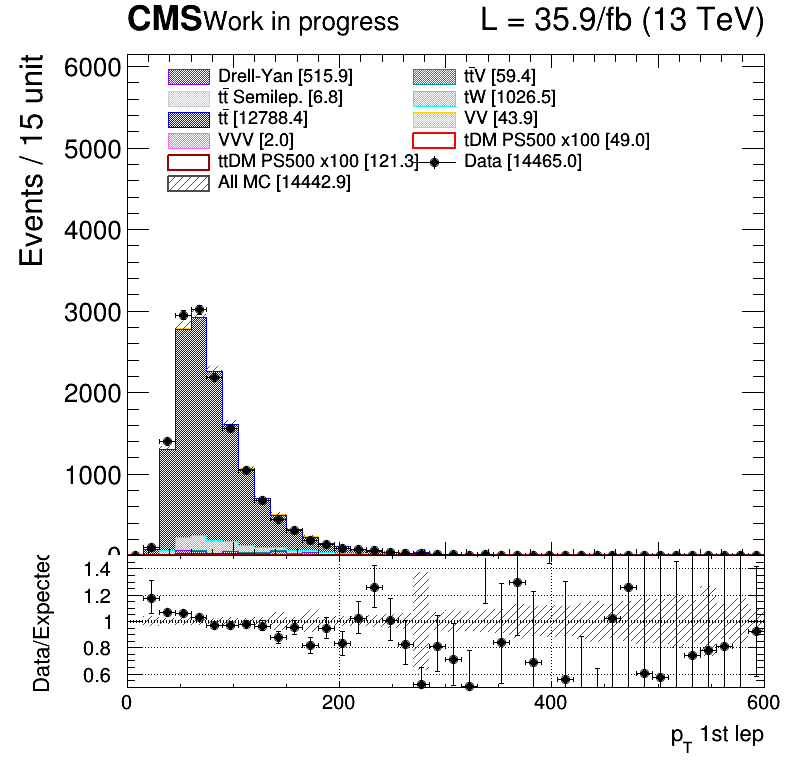 CMS Work in progress L = 35.9/fb (13 TeV)
Events / 15 unit
6000
5000
4000
3000
2000
1000
0
Drell-Yan [515.9]
tt̄ Semilep. [6.8]
tt̄ [12788.4]
VVV [2.0]
ttDM PS500 x100 [121.3]
All MC [14442.9]
tt̄V [59.4]
tW [1026.5]
VV [43.9]
tDM PS500 x100 [49.0]
Data [14465.0]
Data/Expected
1.4
1.2
1
0.8
0.6
0 200 400 600
p_T 1st lep